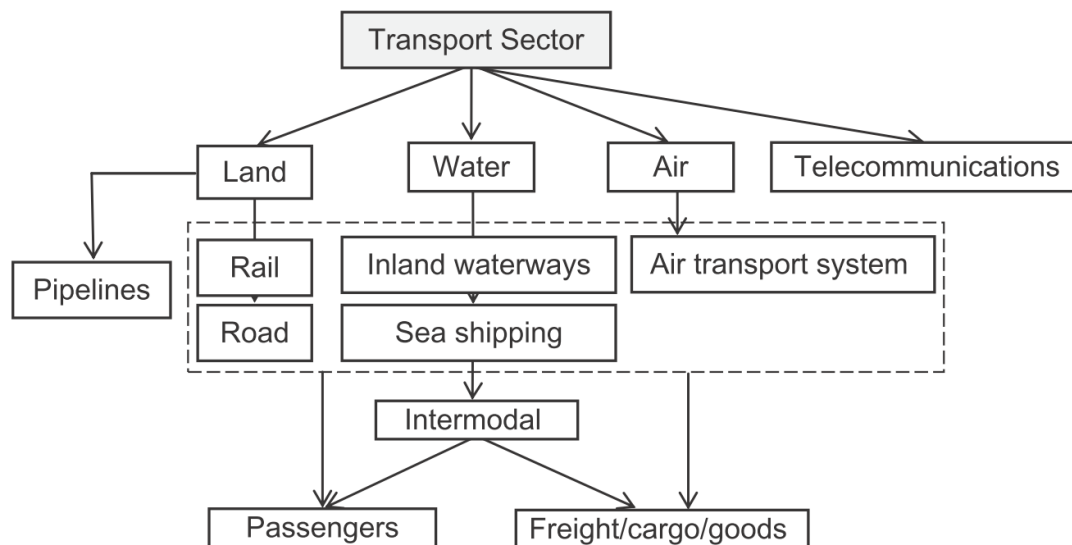 Transport Sector
Land
Water
Air
Telecommunications
Pipelines
Rail
Inland waterways
Air transport system
Road
Sea shipping
Intermodal
Passengers
Freight/cargo/goods